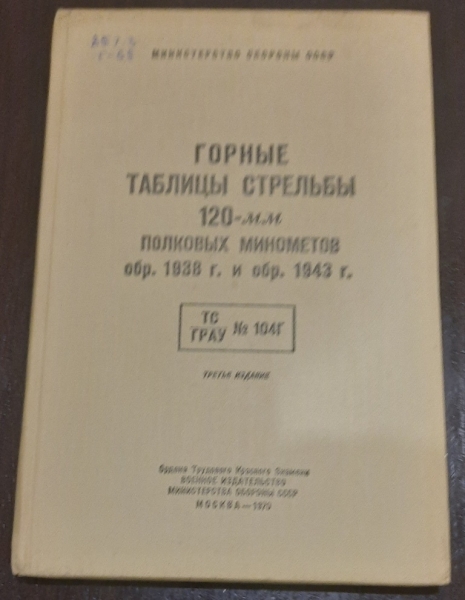 МИНИСТЕРСТВО ОБОРОНЫ СССР
ГОРНЫЕ
ТАБЛИЦЫ СТРЕЛЬБЫ
120-мм
ПОЛКОВЫХ МИНОМЕТОВ
обр. 1938 г. и обр. 1943 г.
ТС
ГРАУ № 104Г
ТРЕТЬЕ ИЗДАНИЕ
Ордена Трудового Красного Знамени
ВОЕННОЕ ИЗДАТЕЛЬСТВО
МИНИСТЕРСТВА ОБОРОНЫ СССР
МОСКВА — 1970